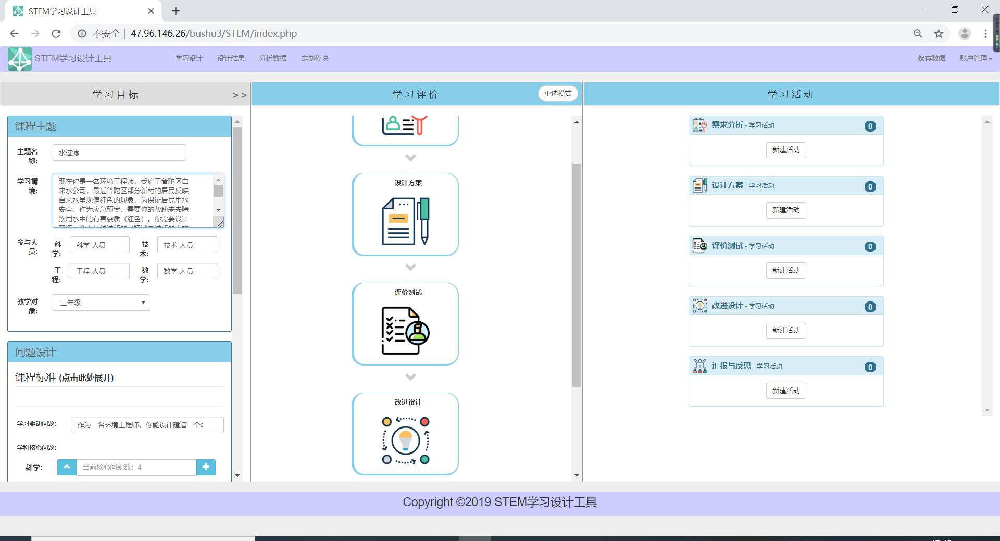 STEM学习设计工具
不安全 | 47.96.146.26/bushu3/STEM/index.php
STEM学习设计工具
学习设计 设计结果 分析数据 定制模块 保存数据 账户管理
学习目标 >>
课程主题
主题名称: 水过滤
学习情境: 现在你是一名环境工程师，受雇于普陀区自
来水公司，最近普陀区部分新村的居民反映
自来水呈现偏红色的现象，为保证居民用水
安全，作为应急预案，需要你的帮助来去除
饮用水中的有害杂质（红色）。你需要设计
参与人员: 科学: 科学-人员 技术: 技术-人员
工程: 工程-人员 数学: 数学-人员
教学对象: 三年级
问题设计
课程标准 (点击此处展开)
学习驱动问题: 作为一名环境工程师，你能设计建造一个
学科核心问题:
科学: 当前核心问题数：4
学习评价 重选模式
设计方案
评价测试
改进设计
学习活动
需求分析 - 学习活动 0
新建活动
设计方案 - 学习活动 0
新建活动
评价测试 - 学习活动 0
新建活动
改进设计 - 学习活动 0
新建活动
汇报与反思 - 学习活动 0
新建活动
Copyright ©2019 STEM学习设计工具